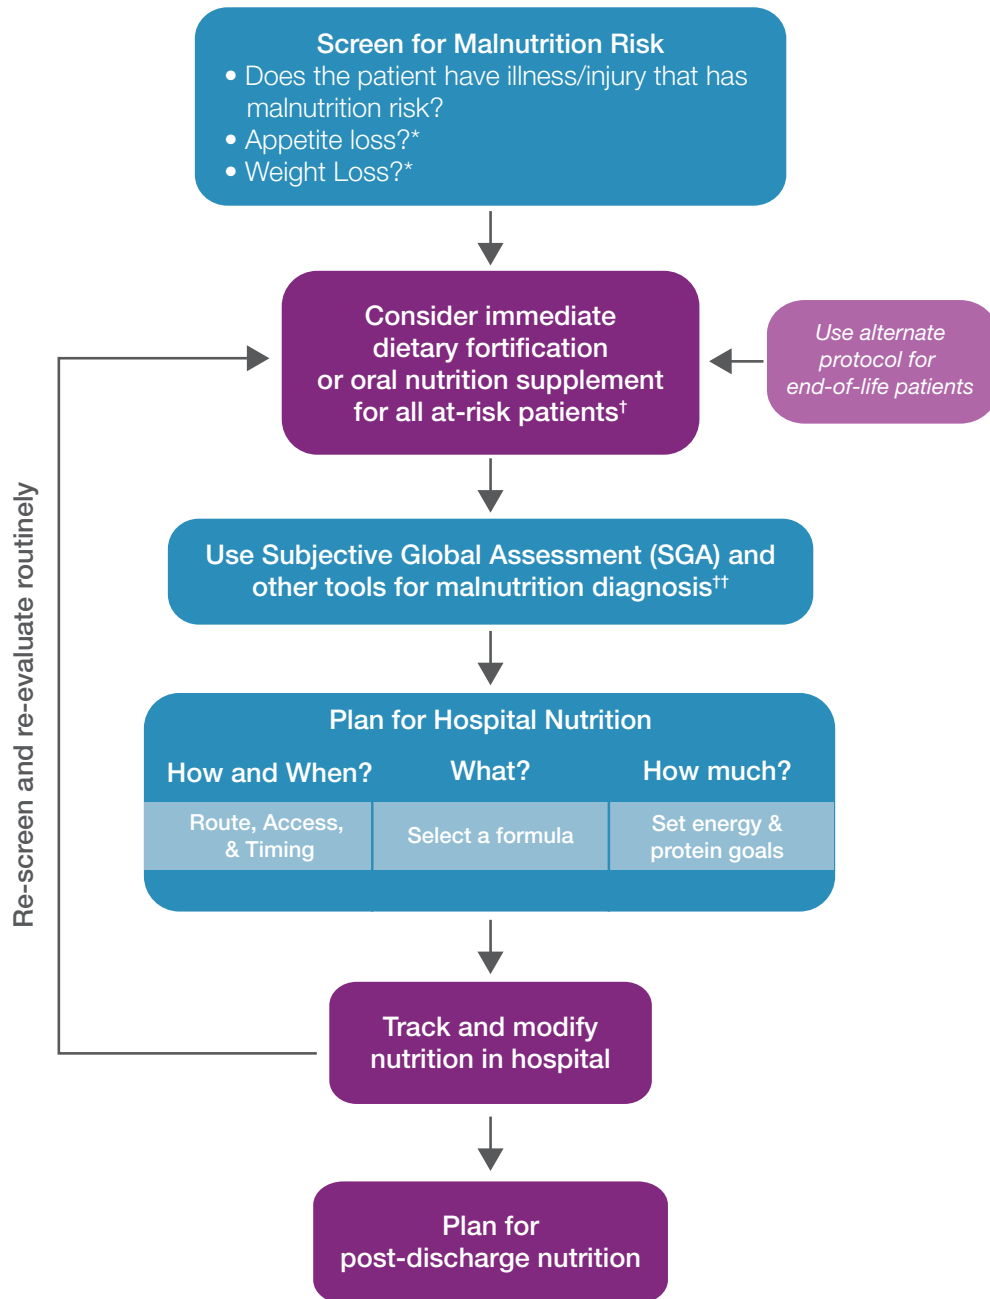 Screen for Malnutrition Risk
• Does the patient have illness/injury that has
malnutrition risk?
• Appetite loss?*
• Weight Loss?*
Consider immediate
dietary fortification
or oral nutrition supplement
for all at-risk patients†
Use alternate
protocol for
end-of-life patients
Re-screen and re-evaluate routinely
Use Subjective Global Assessment (SGA) and
other tools for malnutrition diagnosis††
Plan for Hospital Nutrition
How and When? What? How much?
Route, Access,
& Timing
Select a formula
Set energy &
protein goals
Track and modify
nutrition in hospital
Plan for
post-discharge nutrition